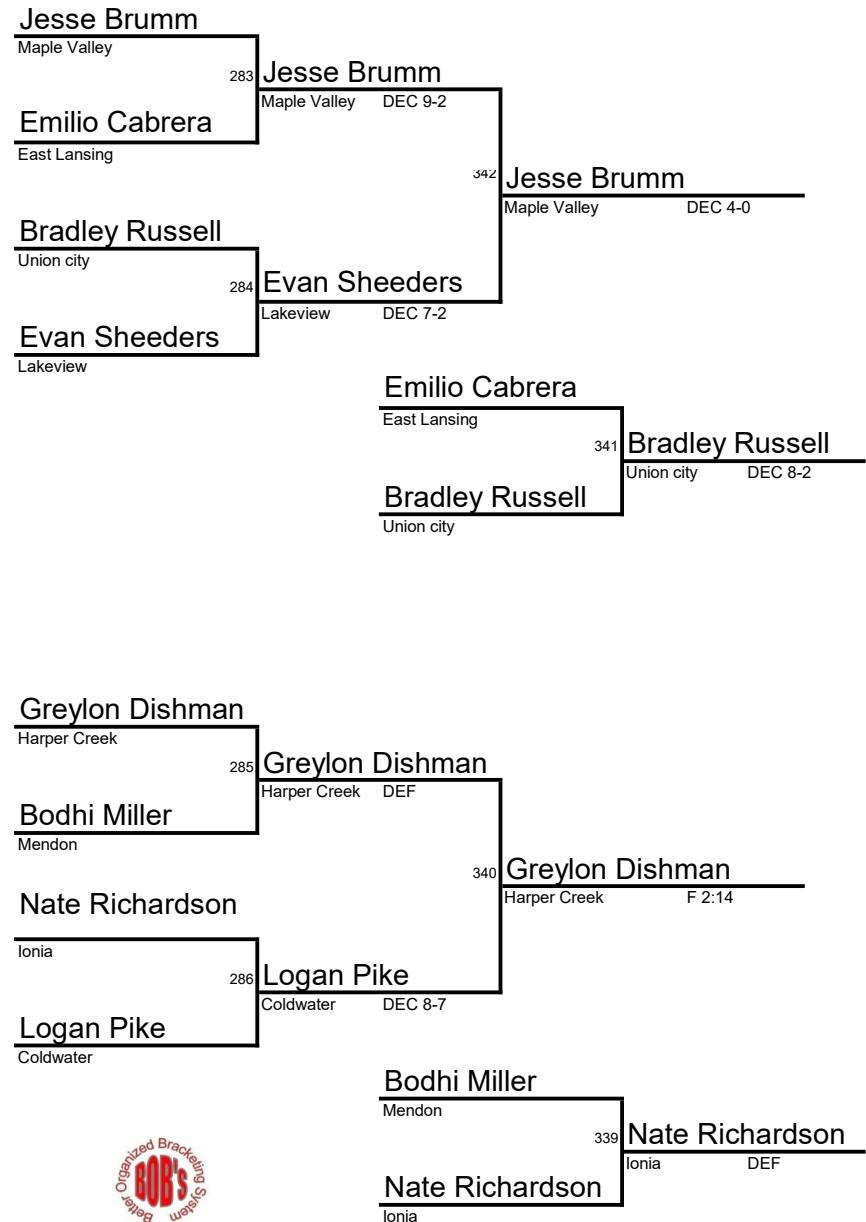 Jesse Brumm
Maple Valley
283 Jesse Brumm
Maple Valley DEC 9-2
Emilio Cabrera
East Lansing
342 Jesse Brumm
Maple Valley DEC 4-0
Bradley Russell
Union city
284 Evan Sheeders
Lakeview DEC 7-2
Evan Sheeders
Lakeview
Emilio Cabrera
East Lansing
341 Bradley Russell
Union city DEC 8-2
Bradley Russell
Union city
Greylon Dishman
Harper Creek
285 Greylon Dishman
Harper Creek DEF
Bodhi Miller
Mendon
340 Greylon Dishman
Harper Creek F 2:14
Nate Richardson
Ionia
286 Logan Pike
Coldwater DEC 8-7
Logan Pike
Coldwater
Bodhi Miller
Mendon
339 Nate Richardson
Ionia DEF
Nate Richardson
Ionia
Better Organized Bracketing System
BOB'S